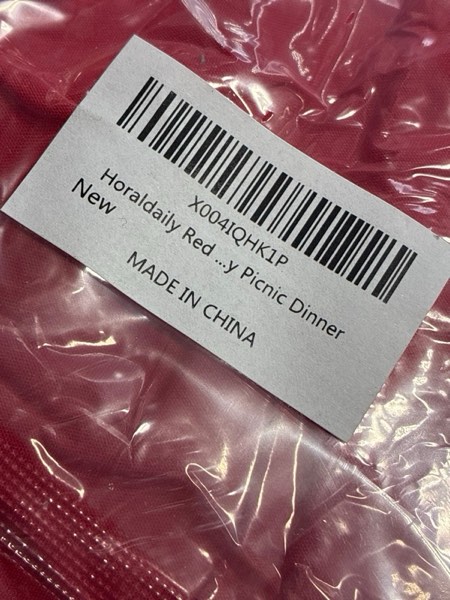 X004IQHK1P
Horaldaily Red ...y Picnic Dinner
New
MADE IN CHINA